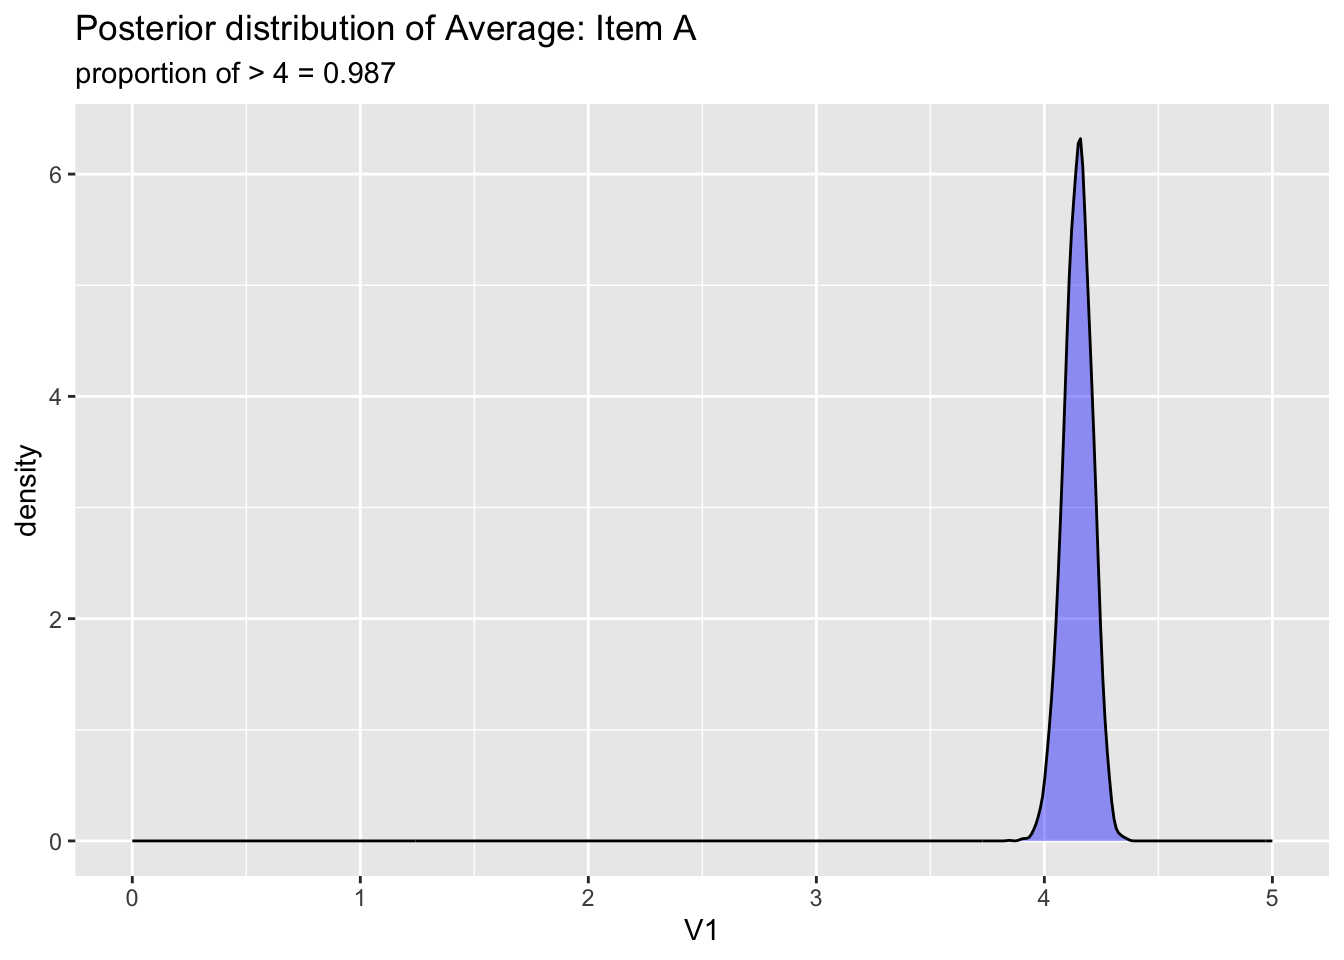 Posterior distribution of Average: Item A
proportion of > 4 = 0.987
6
4
2
0
density
0 1 2 3 4 5
V1